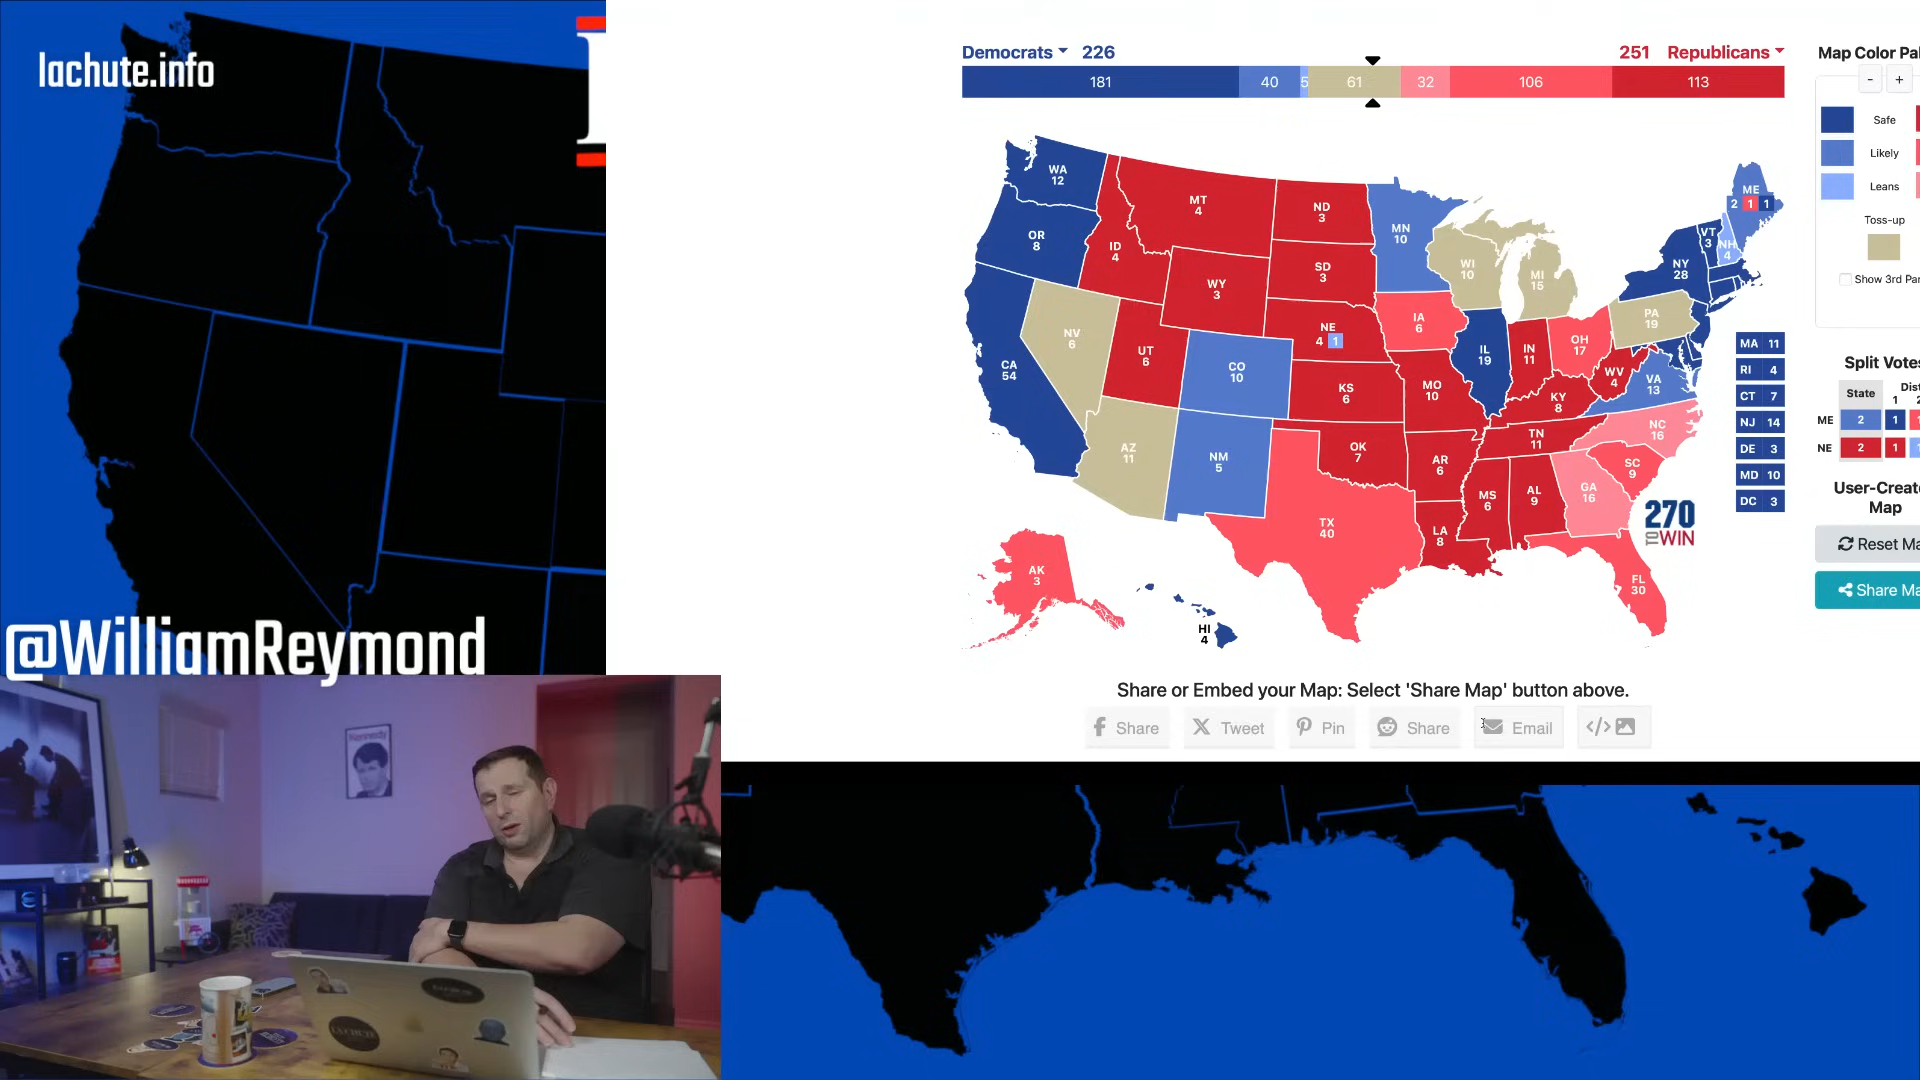 lachute.info
@WilliamReymond
Democrats 226
251 Republicans
181 40 5 61 32 106 113
WA
12
OR
8
CA
54
NV
6
ID
4
MT
4
WY
3
UT
6
AZ
11
CO
10
NM
5
ND
3
SD
3
NE
4 1
KS
6
OK
7
TX
40
MN
10
IA
6
MO
10
AR
6
LA
8
WI
10
IL
19
MI
15
IN
11
OH
17
KY
8
TN
11
MS
6
AL
9
GA
16
FL
30
SC
9
NC
16
VA
13
WV
4
PA
19
NY
28
VT
3
NH
4
ME
2 1 1
AK
3
HI
4
MA 11
RI 4
CT 7
NJ 14
DE 3
MD 10
DC 3
270
TO WIN
Map Color Pal
- +
Safe
Likely
Leans
Toss-up
Show 3rd Par
Split Votes
State
Dist
1 2
ME 2 1
NE 2 1
User-Create
Map
Reset Ma
Share Ma
Share or Embed your Map: Select 'Share Map' button above.
Share Tweet Pin Share Email </>
Kennedy
LACHUTE